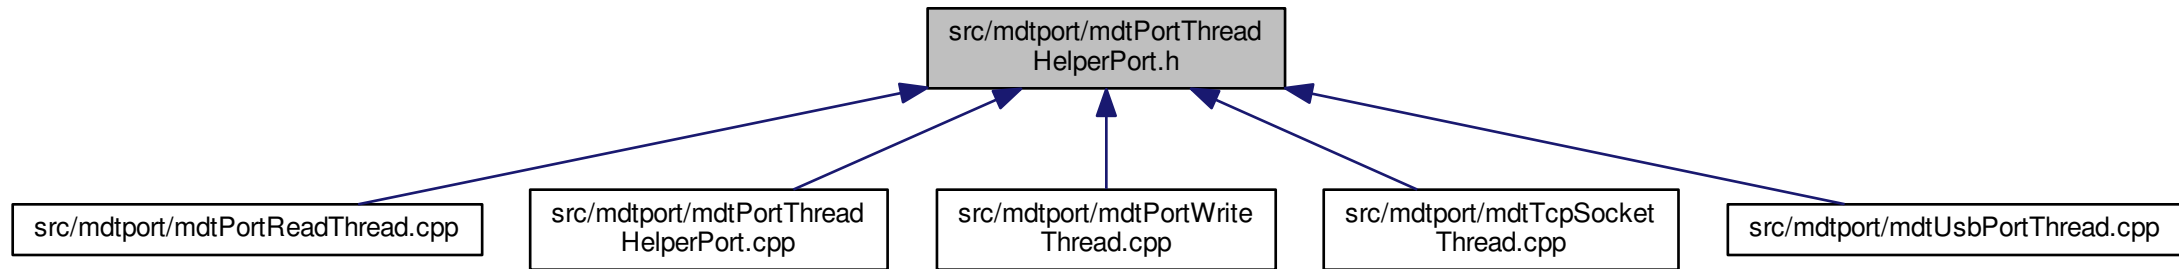 src/mdtport/mdtPortThread
HelperPort.h
src/mdtport/mdtPortReadThread.cpp
src/mdtport/mdtPortThread
HelperPort.cpp
src/mdtport/mdtPortWrite
Thread.cpp
src/mdtport/mdtTcpSocket
Thread.cpp
src/mdtport/mdtUsbPortThread.cpp